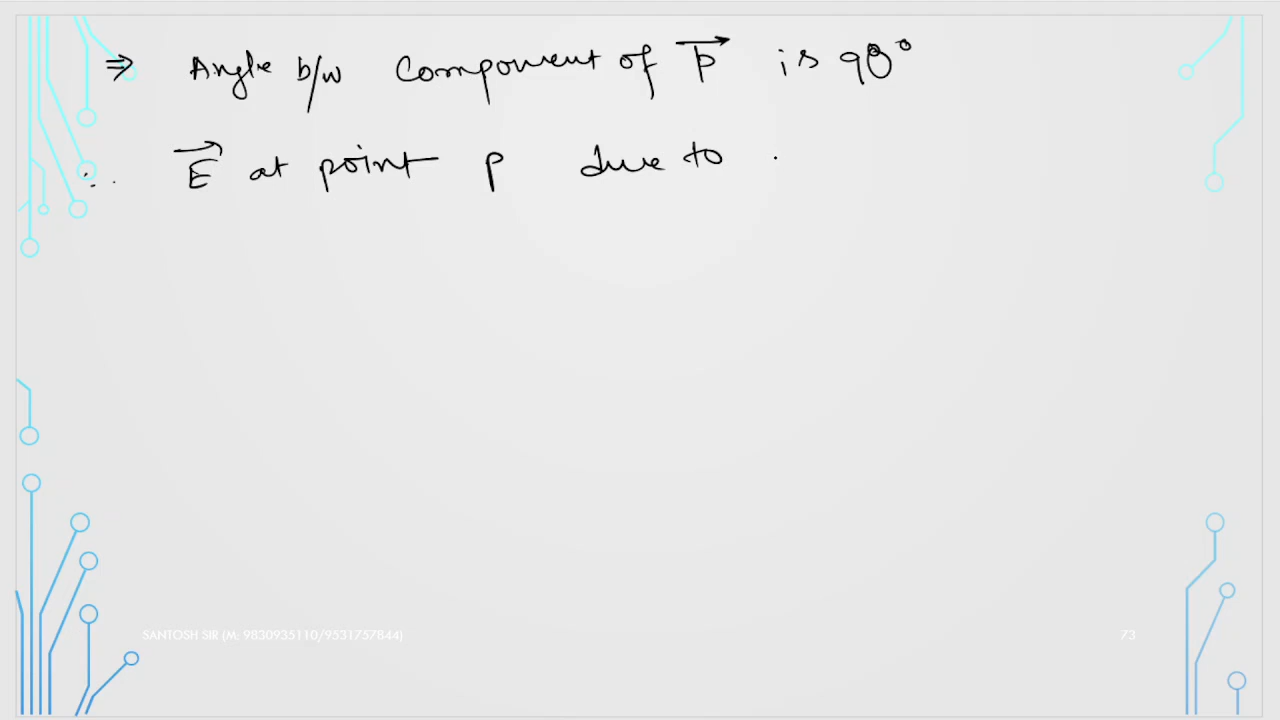 ⇒ Angle b/w Component of p⃗ is 90°
∴ E⃗ at point p due to
SANTOSH SIR (M: 9830935110/9531757844)
73